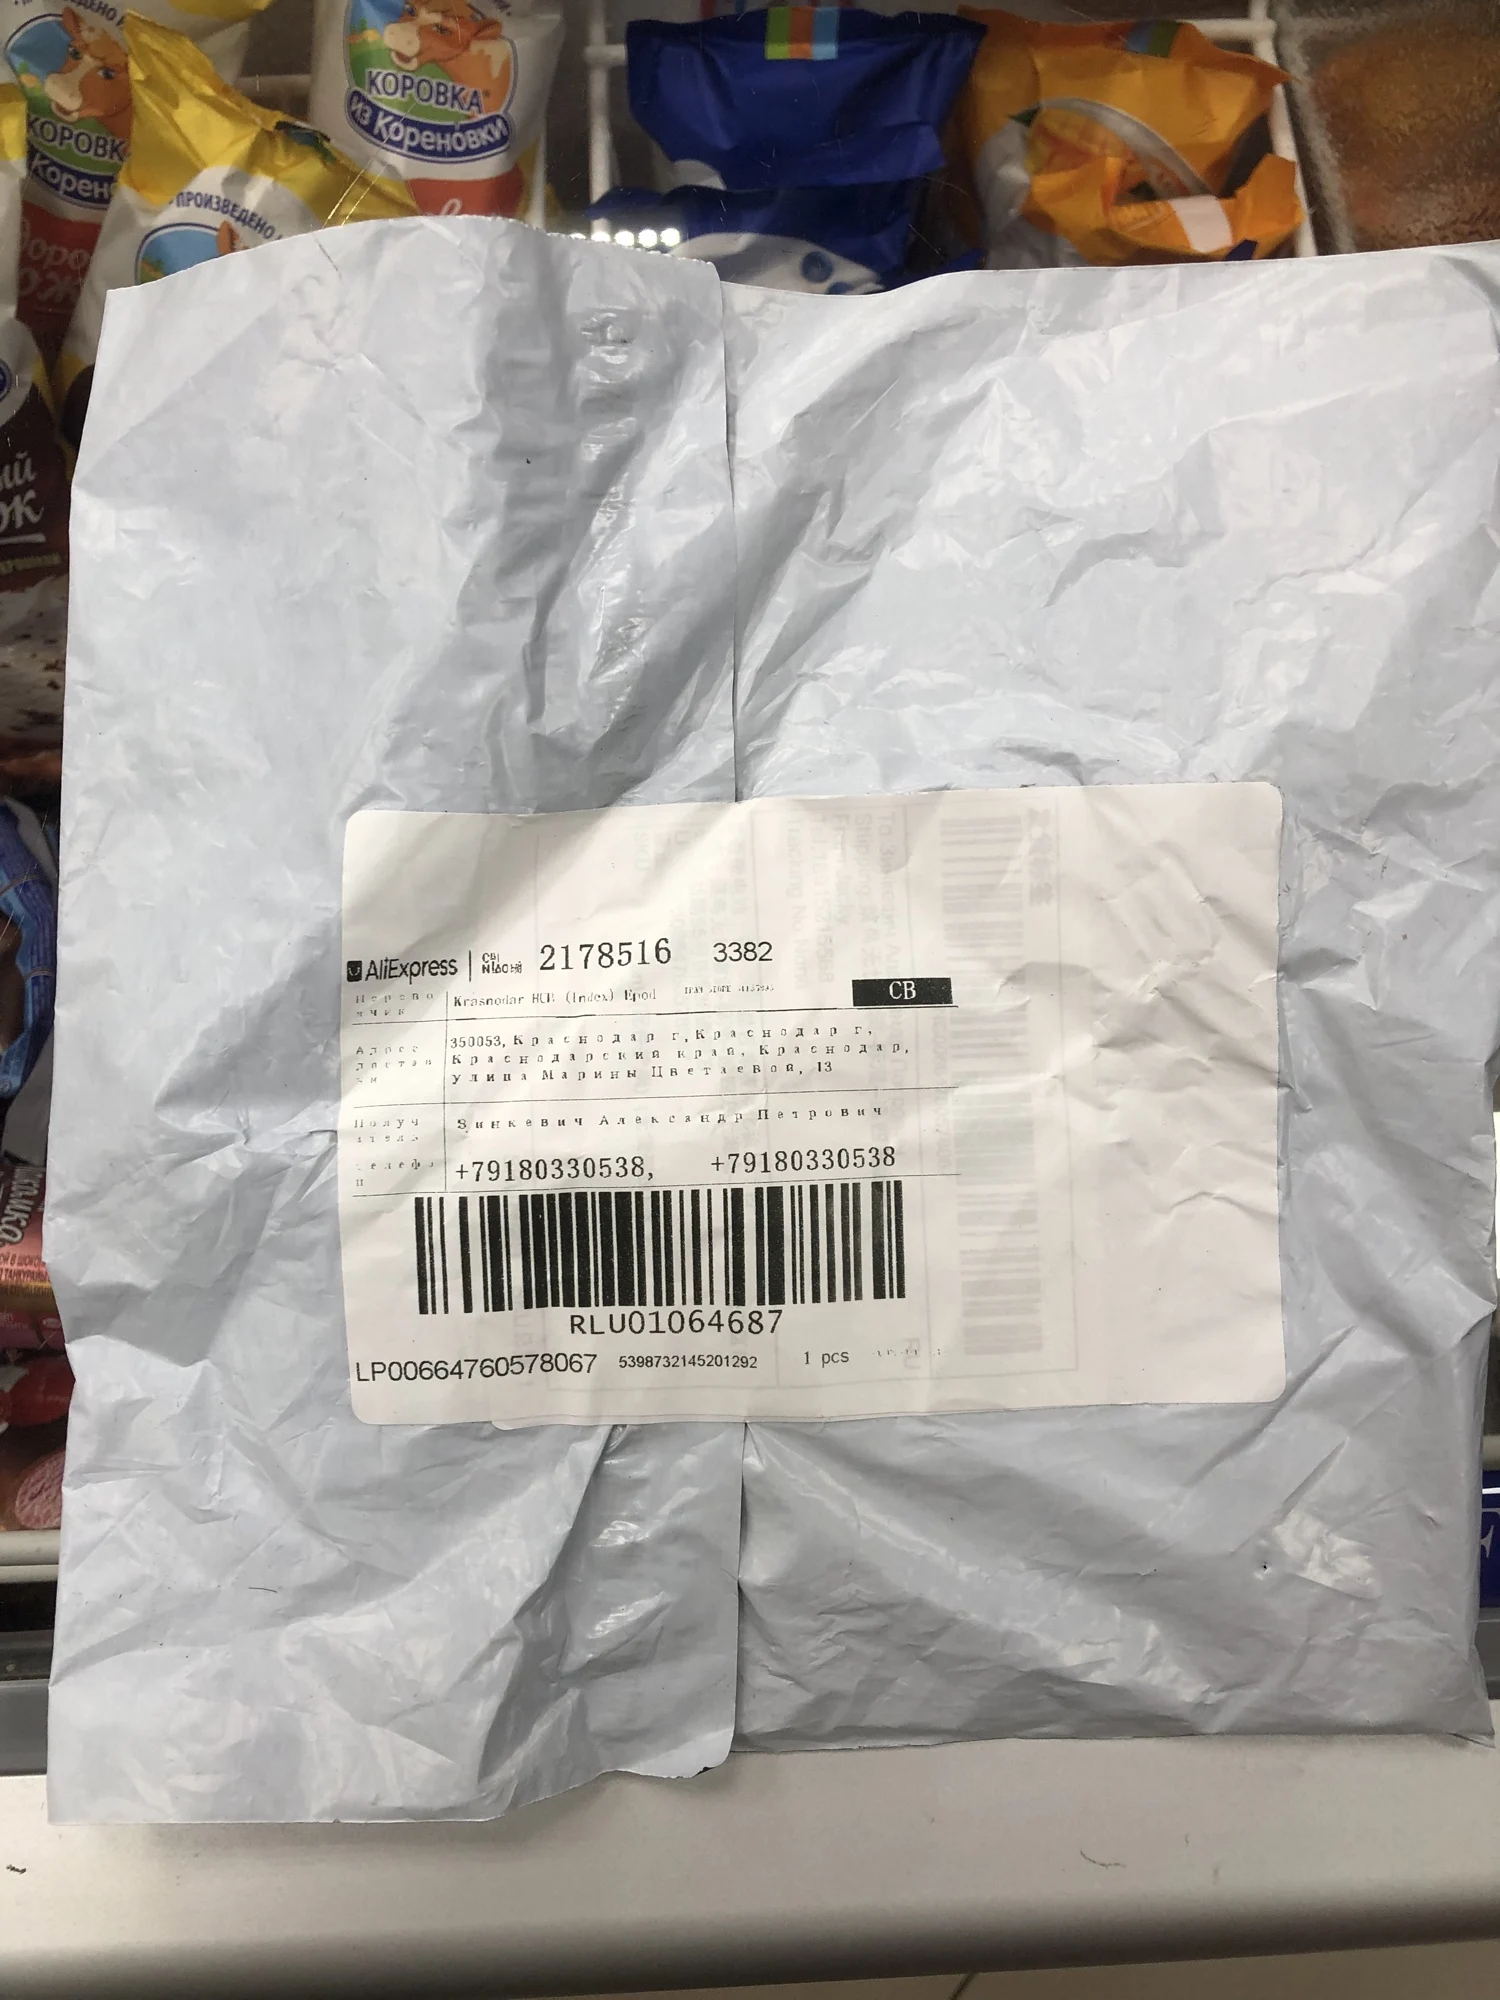 КОРОВКА
ИЗ КОРЕНОВКИ
ПРОИЗВЕДЕНО
AliExpress
2178516 3382
Krasnodar HUB (Index) Epod
CB
350053, Краснодар г,Краснодар г,
Краснодарский край, Краснодар,
улица Марины Цветаевой, 13
Зинкевич Александр Петрович
+79180330538, +79180330538
RLU01064687
LP00664760578067 5398732145201292 1 pcs